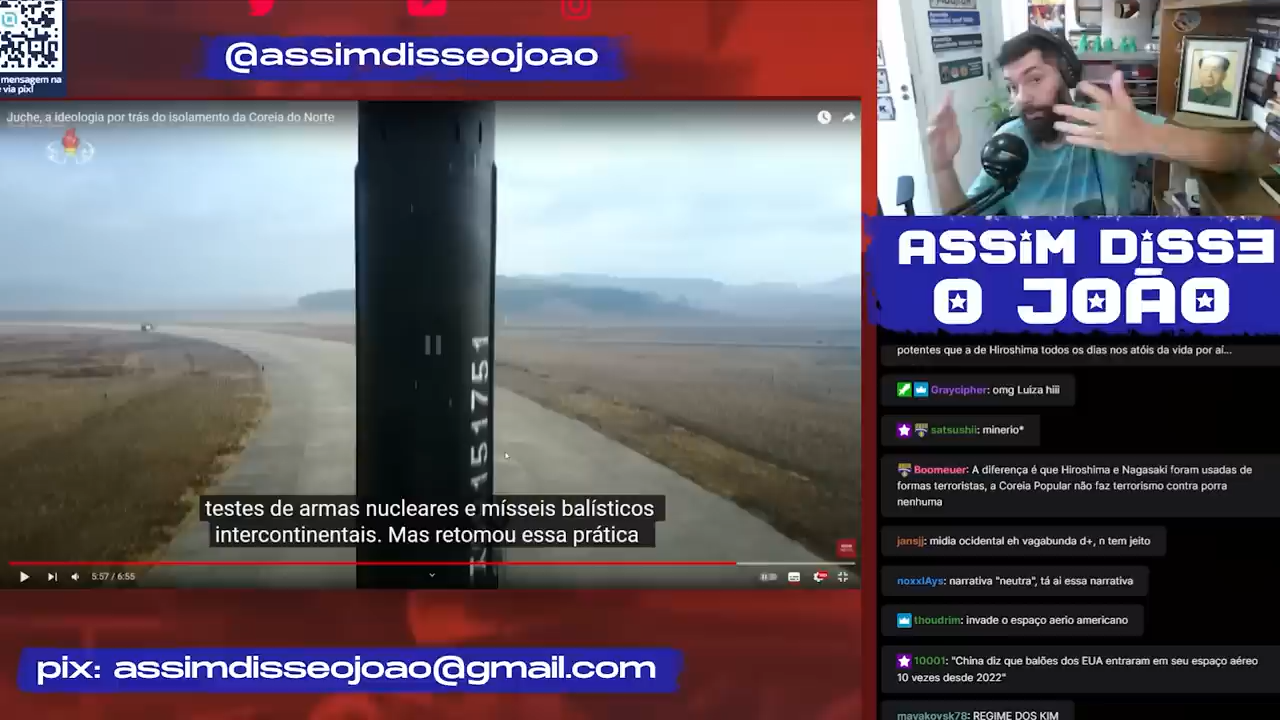 mensagem na
via pix!
@assimdisseojoao
Juche, a ideologia por trás do isolamento da Coreia do Norte
151751
testes de armas nucleares e mísseis balísticos
intercontinentais. Mas retomou essa prática
5:57 / 6:55
pix: assimdisseojoao@gmail.com
ASSIM DISSE
O JOÃO
potentes que a de Hiroshima todos os dias nos atóis da vida por aí...
Graycipher: omg Luiza hiii
satsushii: minerio*
Boomeuer: A diferença é que Hiroshima e Nagasaki foram usadas de
formas terroristas, a Coreia Popular não faz terrorismo contra porra
nenhuma
jansjj: midia ocidental eh vagabunda d+, n tem jeito
noxxlAys: narrativa "neutra", tá ai essa narrativa
thoudrim: invade o espaço aerio americano
10001: "China diz que balões dos EUA entraram em seu espaço aéreo
10 vezes desde 2022"
mayakovsk78: REGIME DOS KIM